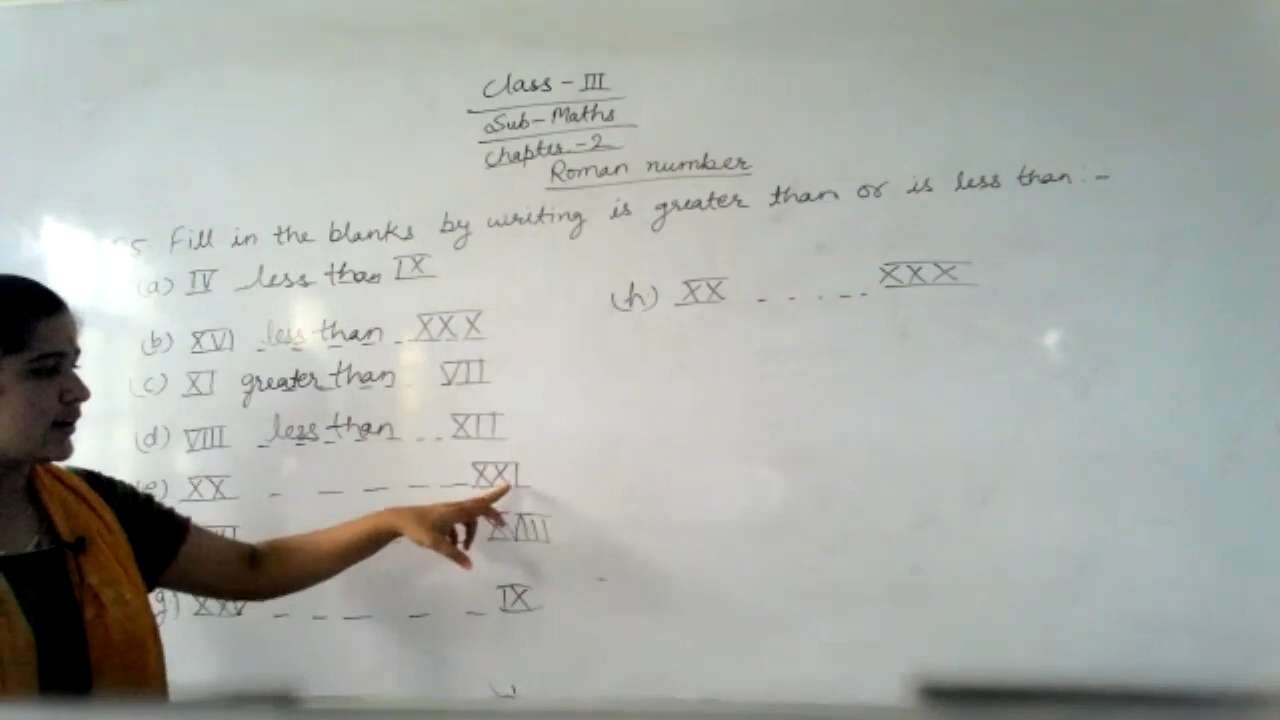 Class - III
Sub - Maths
Chapter - 2
Roman number
5. Fill in the blanks by writing is greater than or is less than :-
(a) IV less than IX
(b) XVI less than XXX
(c) XI greater than VII
(d) VIII less than XII
(e) XX _ _ _ _ _ XXI
XVIII
(g) XXV _ _ _ _ _ IX
(h) XX _ . . _ _ XXX